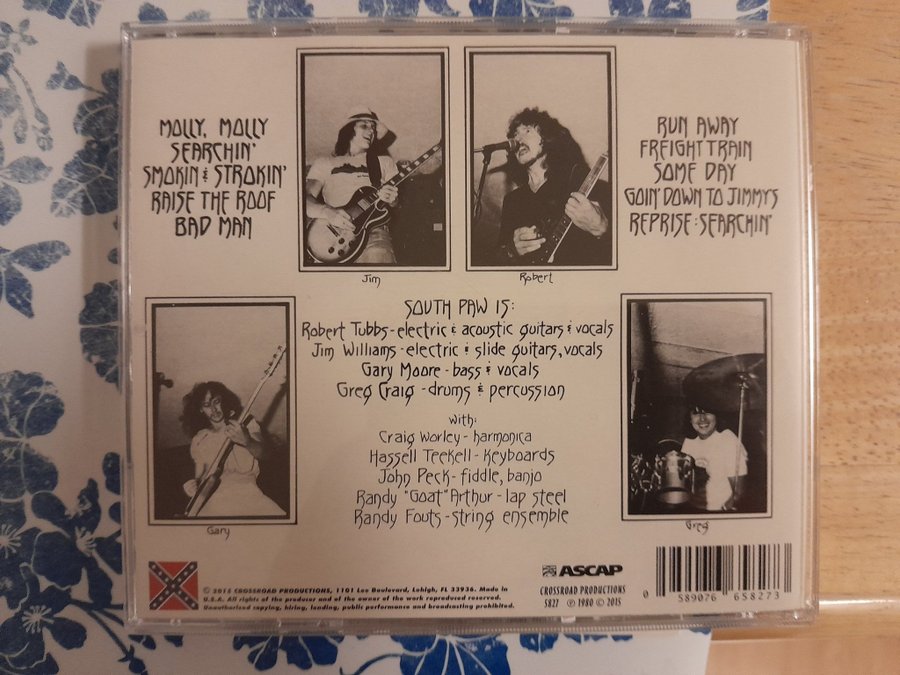 MOLLY, MOLLY
SEARCHIN'
SMOKIN & STROKIN'
RAISE THE ROOF
BAD MAN
RUN AWAY
FREIGHT TRAIN
SOME DAY
GOIN' DOWN TO JIMMY'S
REPRISE: SEARCHIN'
Jim
Robert
SOUTH PAW IS:
Robert Tubbs - electric & acoustic guitars & vocals
Jim Williams - electric & slide guitars, vocals
Gary Moore - bass & vocals
Greg Craig - drums & percussion
with:
Craig Worley - harmonica
Hassell Teekell - keyboards
John Peck - fiddle, banjo
Randy "Goat" Arthur - lap steel
Randy Fouts - string ensemble
Gary
Greg
© 2015 CROSSROAD PRODUCTIONS, 1101 Lee Boulevard, Lehigh, FL 33936. Made in
U.S.A. All rights of the producer and of the owner of the work reproduced reserved.
Unauthorized copying, hiring, lending, public performance and broadcasting prohibited.
ASCAP
CROSSROAD PRODUCTIONS
5827 ℗ 1980 © 2015
0 589076 658273